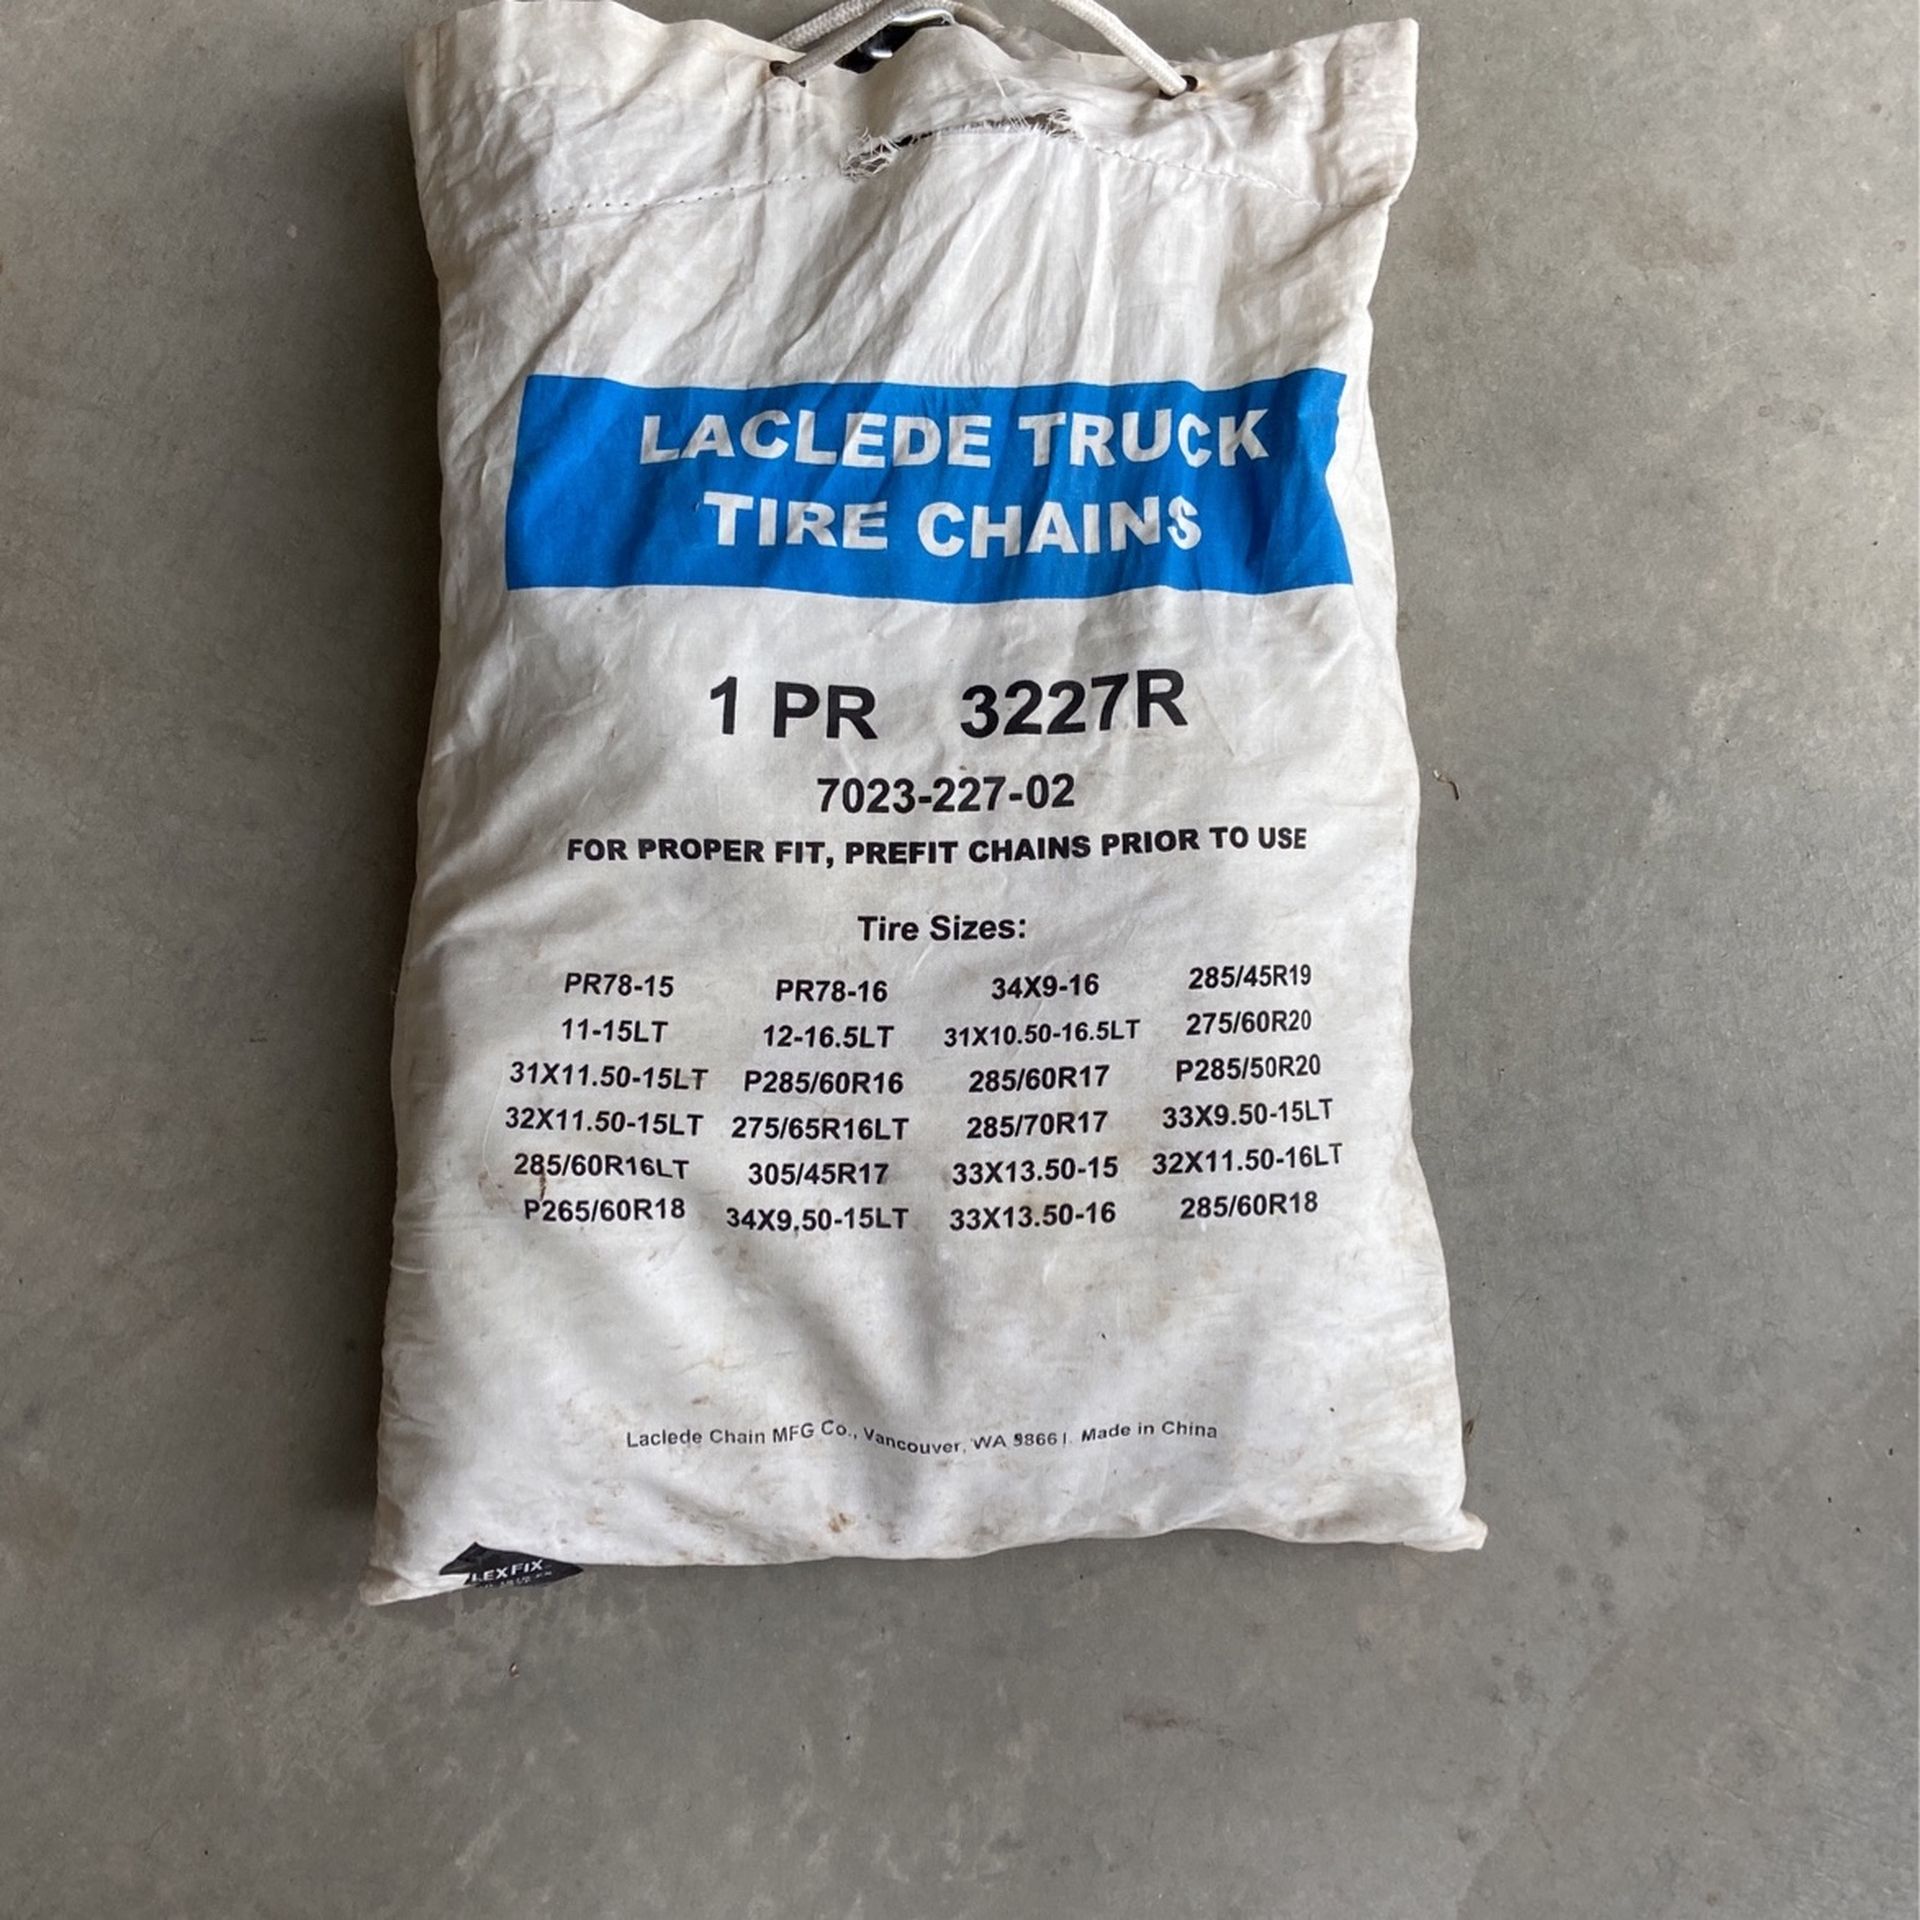 LACLEDE TRUCK
TIRE CHAINS
1 PR 3227R
7023-227-02
FOR PROPER FIT, PREFIT CHAINS PRIOR TO USE
Tire Sizes:
PR78-15 PR78-16 34X9-16 285/45R19
11-15LT 12-16.5LT 31X10.50-16.5LT 275/60R20
31X11.50-15LT P285/60R16 285/60R17 P285/50R20
32X11.50-15LT 275/65R16LT 285/70R17 33X9.50-15LT
285/60R16LT 305/45R17 33X13.50-15 32X11.50-16LT
P265/60R18 34X9.50-15LT 33X13.50-16 285/60R18
Laclede Chain MFG Co., Vancouver, WA 98661. Made in China
LEXFIX